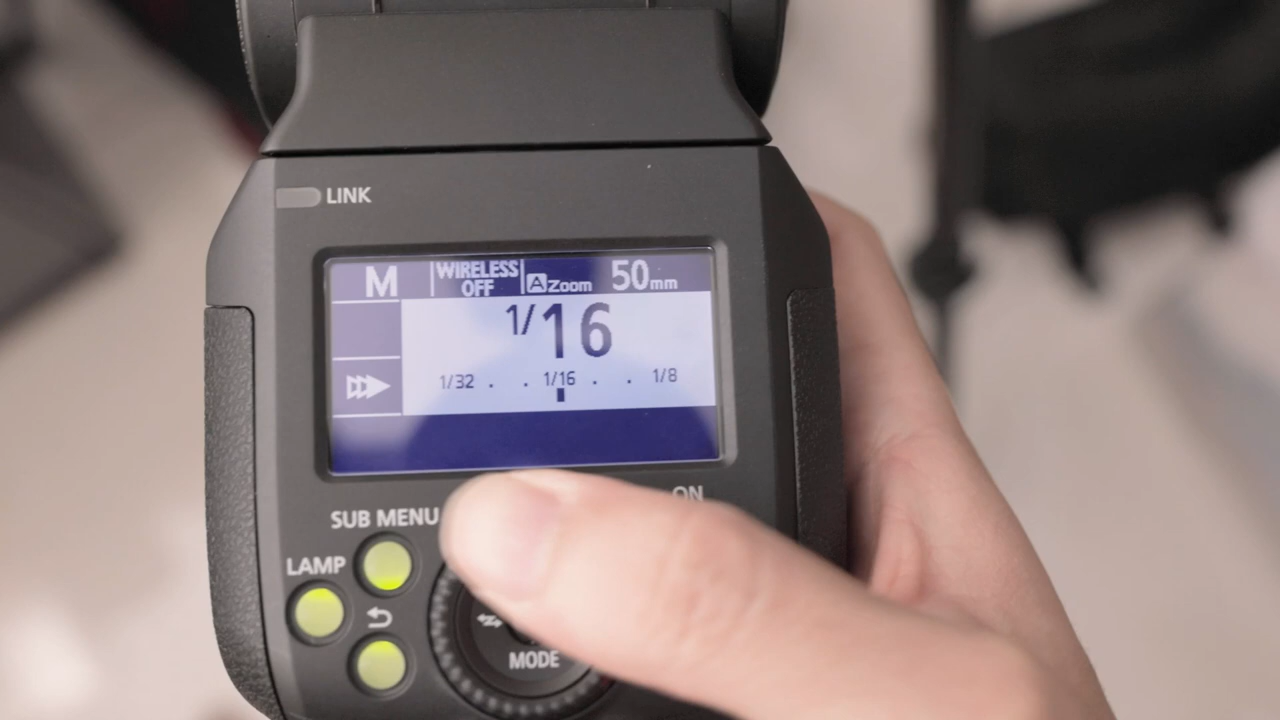 LINK
M WIRELESS OFF A Zoom 50mm
1/16
1/32 . . 1/16 . . 1/8
ON
SUB MENU
LAMP
MODE